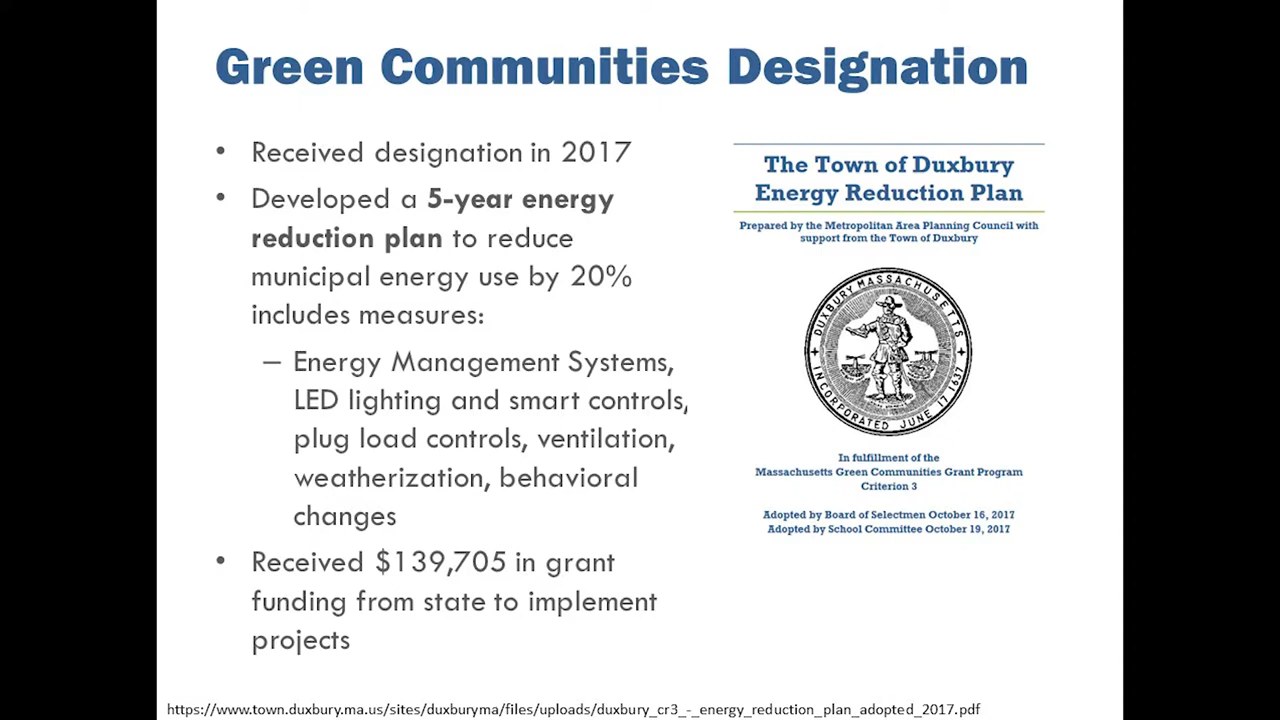 Green Communities Designation
• Received designation in 2017
• Developed a 5-year energy
reduction plan to reduce
municipal energy use by 20%
includes measures:
– Energy Management Systems,
LED lighting and smart controls,
plug load controls, ventilation,
weatherization, behavioral
changes
• Received $139,705 in grant
funding from state to implement
projects
The Town of Duxbury
Energy Reduction Plan
Prepared by the Metropolitan Area Planning Council with
support from the Town of Duxbury
DUXBURY MASSACHUSETTS
INCORPORATED JUNE 17 1637
In fulfillment of the
Massachusetts Green Communities Grant Program
Criterion 3
Adopted by Board of Selectmen October 16, 2017
Adopted by School Committee October 19, 2017
https://www.town.duxbury.ma.us/sites/duxburyma/files/uploads/duxbury_cr3_-_energy_reduction_plan_adopted_2017.pdf